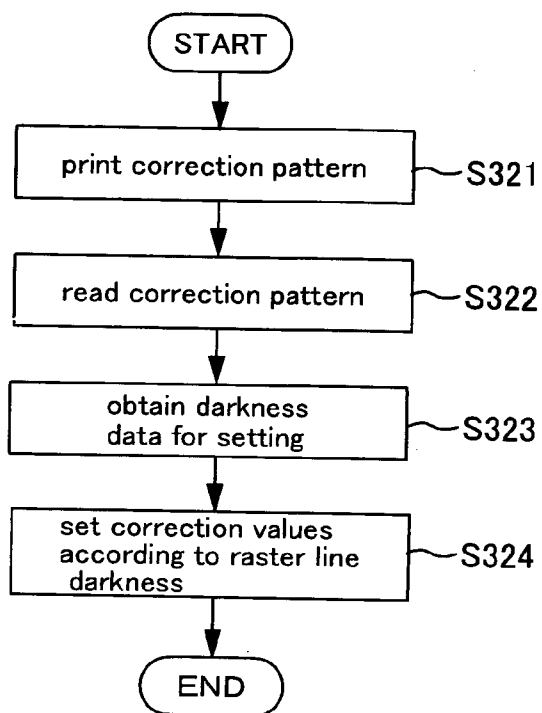 START
print correction pattern
S321
read correction pattern
S322
obtain darkness
data for setting
S323
set correction values
according to raster line
darkness
S324
END